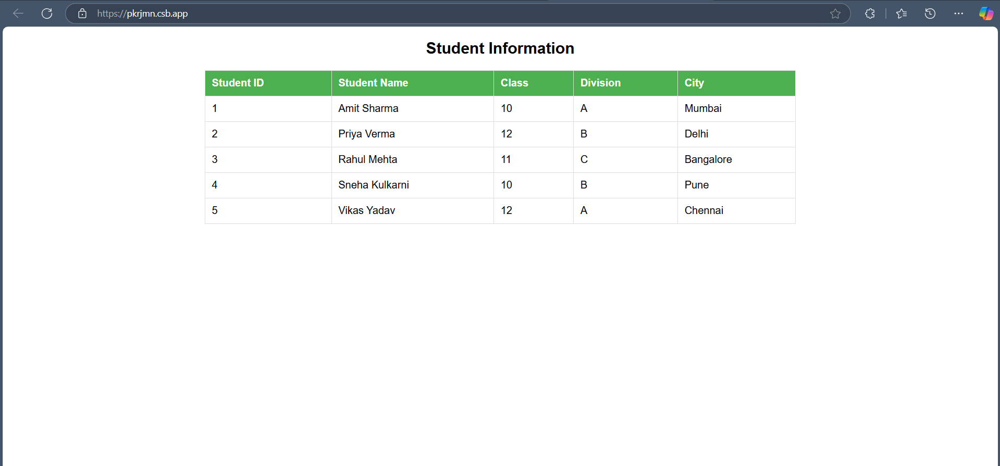 https://pkrjmn.csb.app
Student Information
Student ID Student Name Class Division City
1 Amit Sharma 10 A Mumbai
2 Priya Verma 12 B Delhi
3 Rahul Mehta 11 C Bangalore
4 Sneha Kulkarni 10 B Pune
5 Vikas Yadav 12 A Chennai